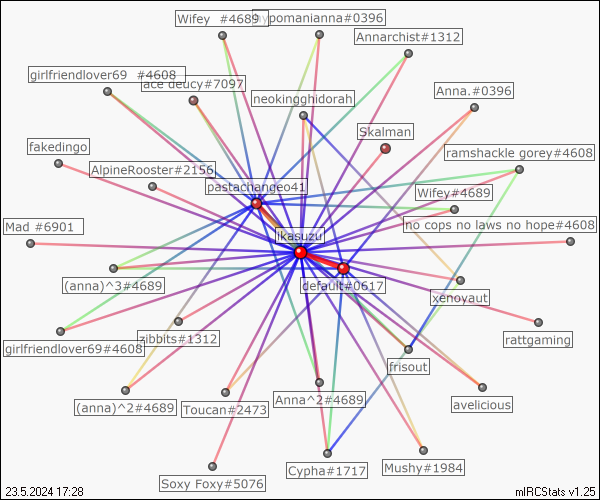 Wifey  #4689
hypomanianna#0396
Annarchist#1312
girlfriendlover69  #4608
ace deucy#7097
neokingghidorah
Anna.#0396
Skalman
fakedingo
ramshackle gorey#4608
AlpineRooster#2156
pastachangeo41
Wifey#4689
Mad #6901
no cops no laws no hope#4608
ikasuzu
(anna)^3#4689
default#0617
xenovaut
girlfriendlover69#4608
zibbits#1312
rattgaming
frisout
(anna)^2#4689
Toucan#2473
Anna^2#4689
avelicious
Soxy Foxy#5076
Cypha#1717
Mushy#1984
23.5.2024 17:28
mIRCStats v1.25